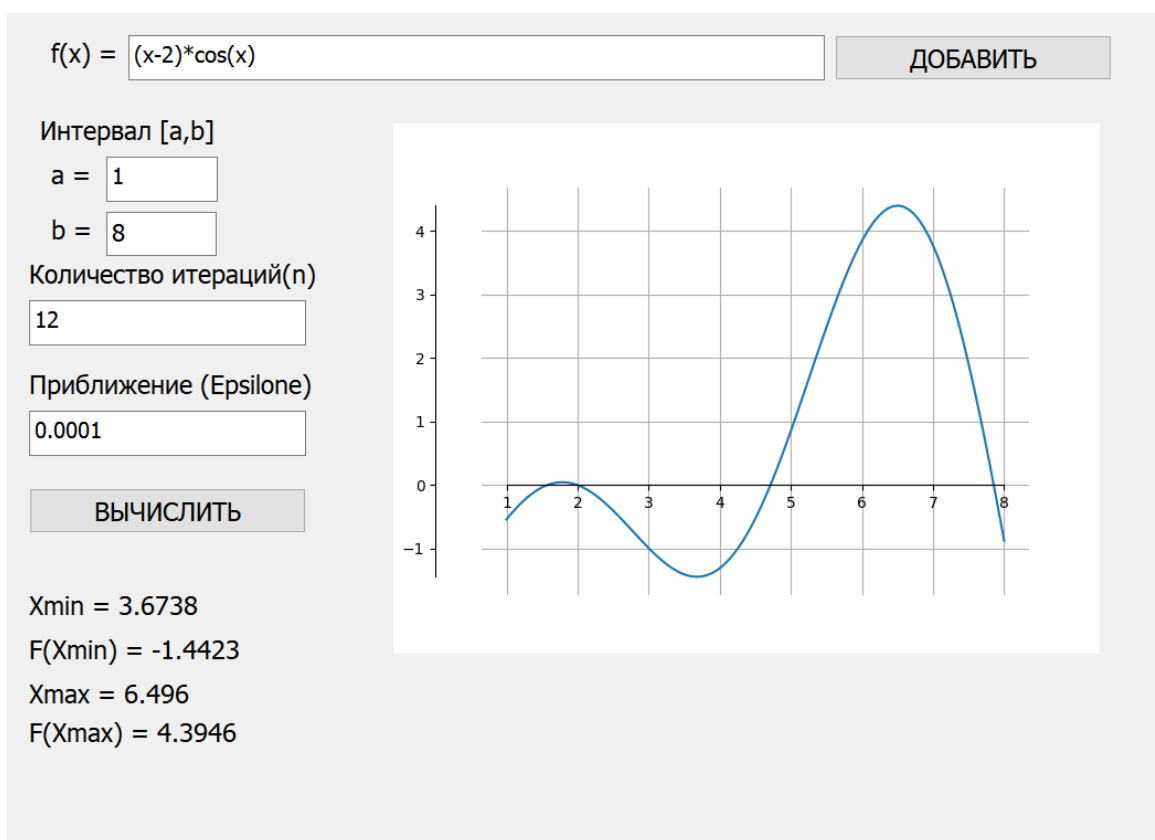 f(x) = (x-2)*cos(x) ДОБАВИТЬ
Интервал [a,b]
a = 1
b = 8
Количество итераций(n)
12
Приближение (Epsilone)
0.0001
ВЫЧИСЛИТЬ
Xmin = 3.6738
F(Xmin) = -1.4423
Xmax = 6.496
F(Xmax) = 4.3946
4
3
2
1
0
1 2 3 4 5 6 7 8
−1